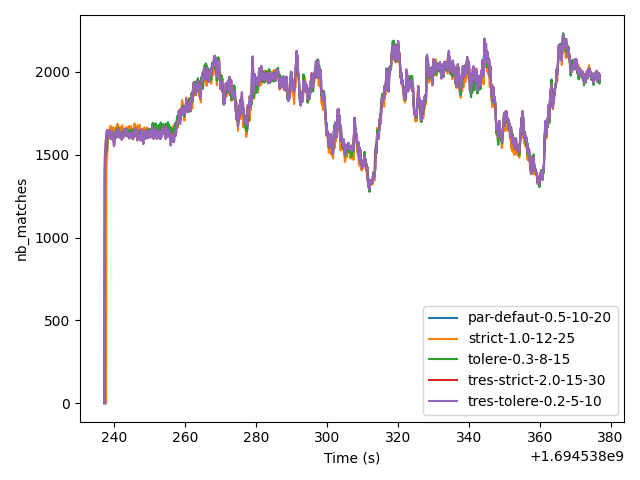 nb_matches
2000
1500
1000
500
0
240
260
280
300
320
340
360
380
Time (s)
+1.694538e9
par-defaut-0.5-10-20
strict-1.0-12-25
tolere-0.3-8-15
tres-strict-2.0-15-30
tres-tolere-0.2-5-10